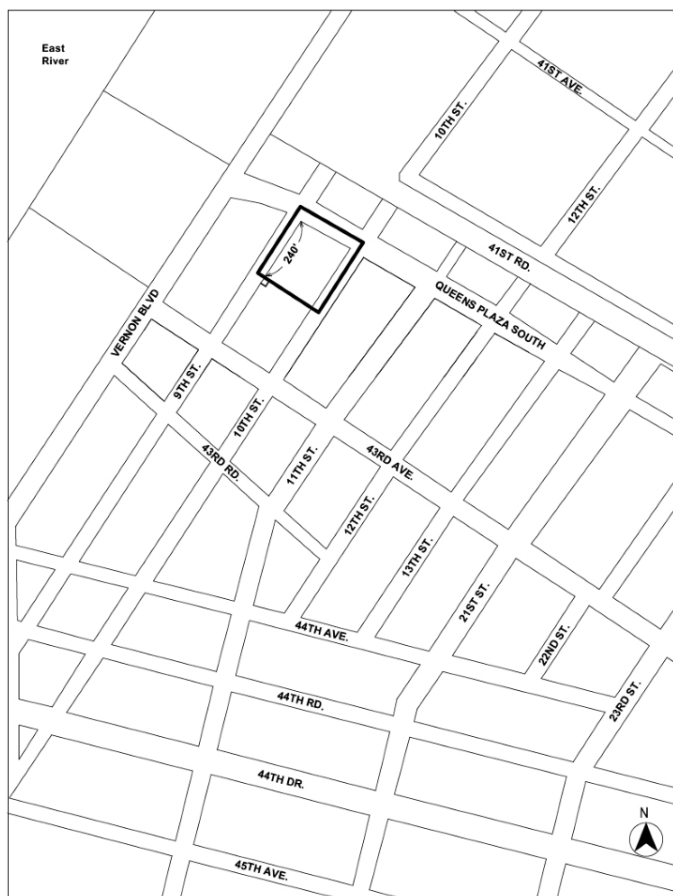 East
River
41ST AVE.
10TH ST.
12TH ST.
41ST RD.
240'
QUEENS PLAZA SOUTH
VERNON BLVD
9TH ST.
10TH ST.
43RD RD.
11TH ST.
43RD AVE.
12TH ST.
13TH ST.
21ST ST.
22ND ST.
23RD ST.
44TH AVE.
44TH RD.
44TH DR.
45TH AVE.
N